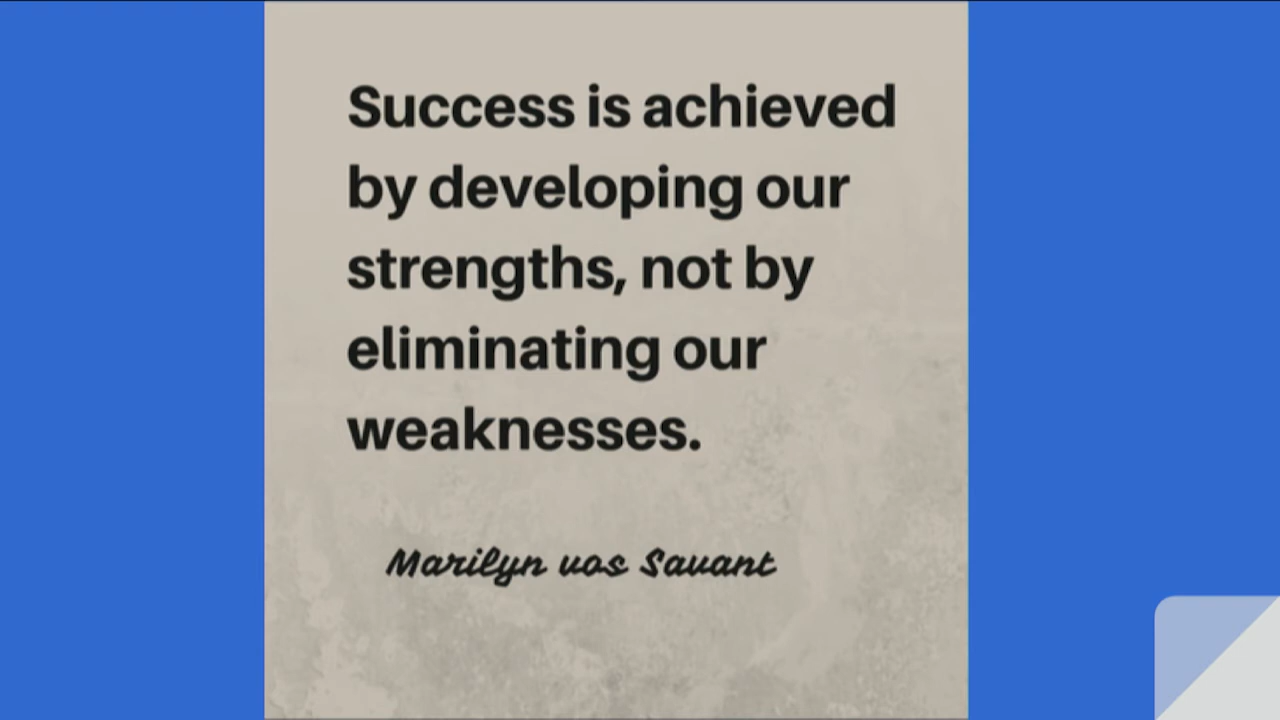 Success is achieved
by developing our
strengths, not by
eliminating our
weaknesses.
Marilyn vos Savant